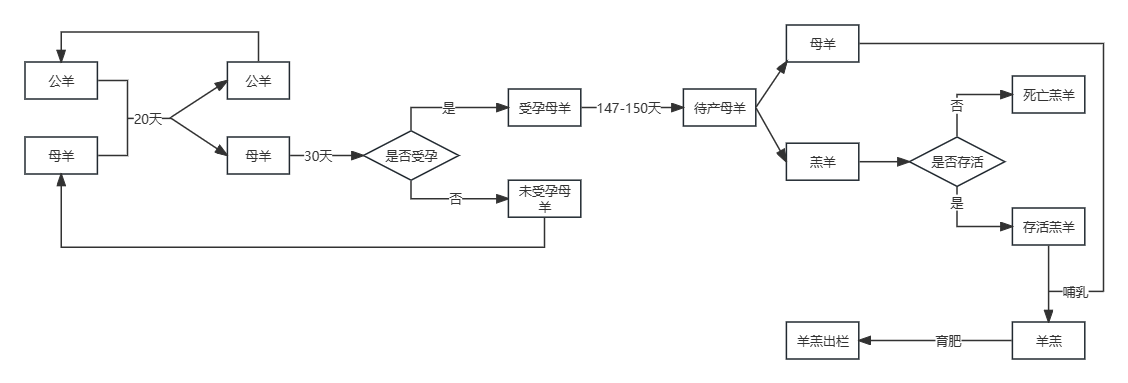 公羊
母羊
20天
公羊
母羊
30天
是否受孕
是
否
受孕母羊
未受孕母
羊
147-150天
待产母羊
母羊
羔羊
是否存活
否
是
死亡羔羊
存活羔羊
哺乳
羊羔
育肥
羊羔出栏